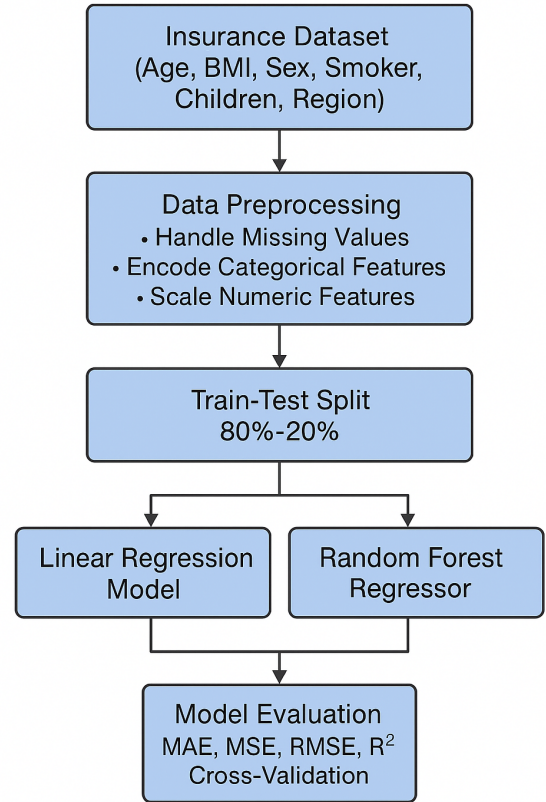 Insurance Dataset
(Age, BMI, Sex, Smoker,
Children, Region)
Data Preprocessing
• Handle Missing Values
• Encode Categorical Features
• Scale Numeric Features
Train-Test Split
80%-20%
Linear Regression
Model
Random Forest
Regressor
Model Evaluation
MAE, MSE, RMSE, R²
Cross-Validation